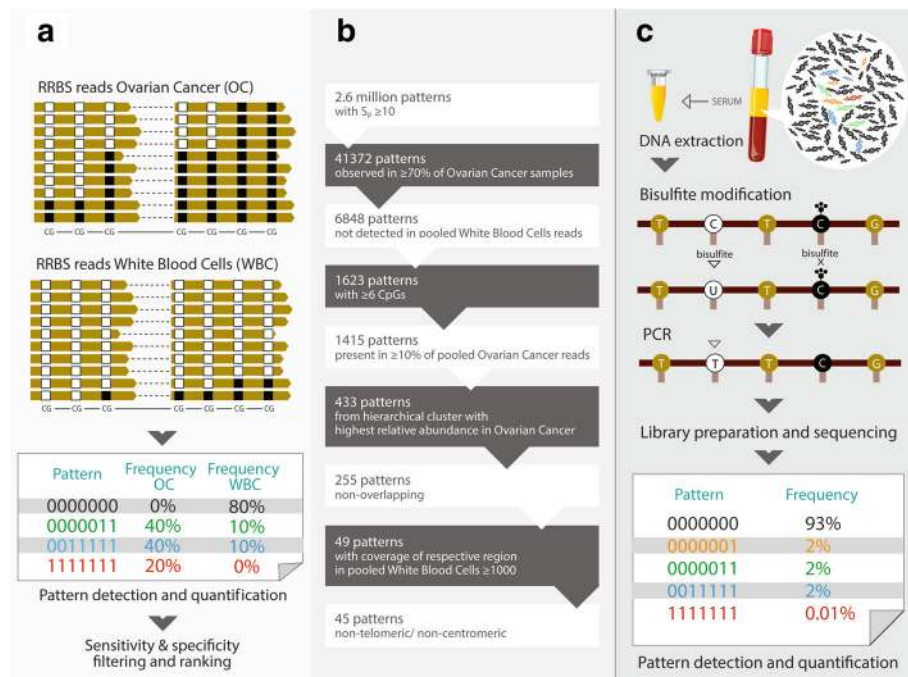 a
RRBS reads Ovarian Cancer (OC)
CG CG CG CG CG CG CG
RRBS reads White Blood Cells (WBC)
CG CG CG CG CG CG CG
Pattern Frequency OC Frequency WBC
0000000 0% 80%
0000011 40% 10%
0011111 40% 10%
1111111 20% 0%
Pattern detection and quantification
Sensitivity & specificity
filtering and ranking
b
2.6 million patterns
with Sp ≥10
41372 patterns
observed in ≥70% of Ovarian Cancer samples
6848 patterns
not detected in pooled White Blood Cells reads
1623 patterns
with ≥6 CpGs
1415 patterns
present in ≥10% of pooled Ovarian Cancer reads
433 patterns
from hierarchical cluster with
highest relative abundance in Ovarian Cancer
255 patterns
non-overlapping
49 patterns
with coverage of respective region
in pooled White Blood Cells ≥1000
45 patterns
non-telomeric/ non-centromeric
c
SERUM
DNA extraction
Bisulfite modification
T C T C G
bisulfite bisulfite
X
T U T C G
PCR
T T T C G
Library preparation and sequencing
Pattern Frequency
0000000 93%
0000001 2%
0000011 2%
0011111 2%
1111111 0.01%
Pattern detection and quantification